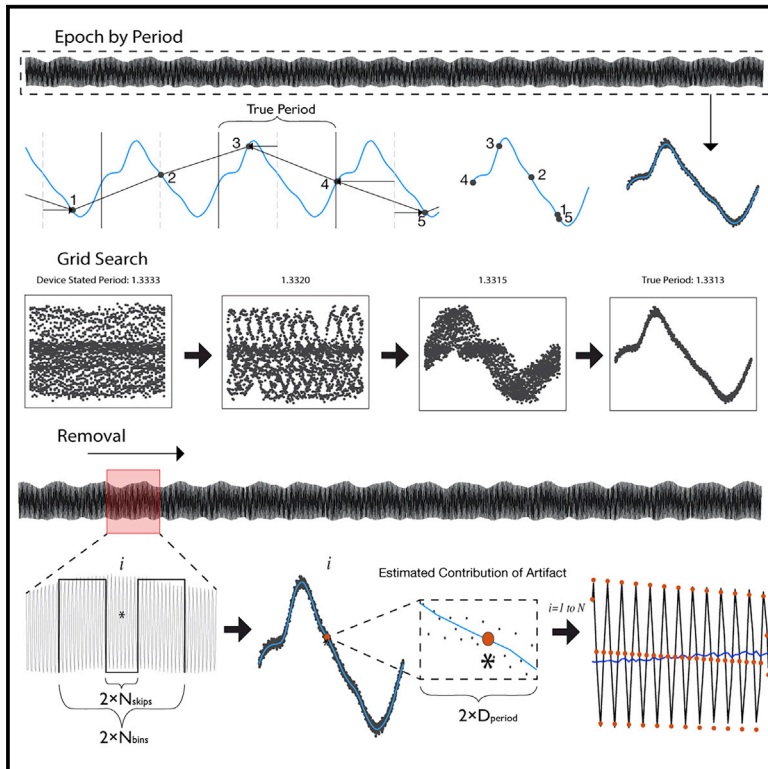 Epoch by Period
True Period
1
2
3
4
5
3
4
2
1
5
Grid Search
Device Stated Period: 1.3333
1.3320
1.3315
True Period: 1.3313
Removal
i
*
2×Nskips
2×Nbins
i
Estimated Contribution of Artifact
*
2×Dperiod
i=1 to N